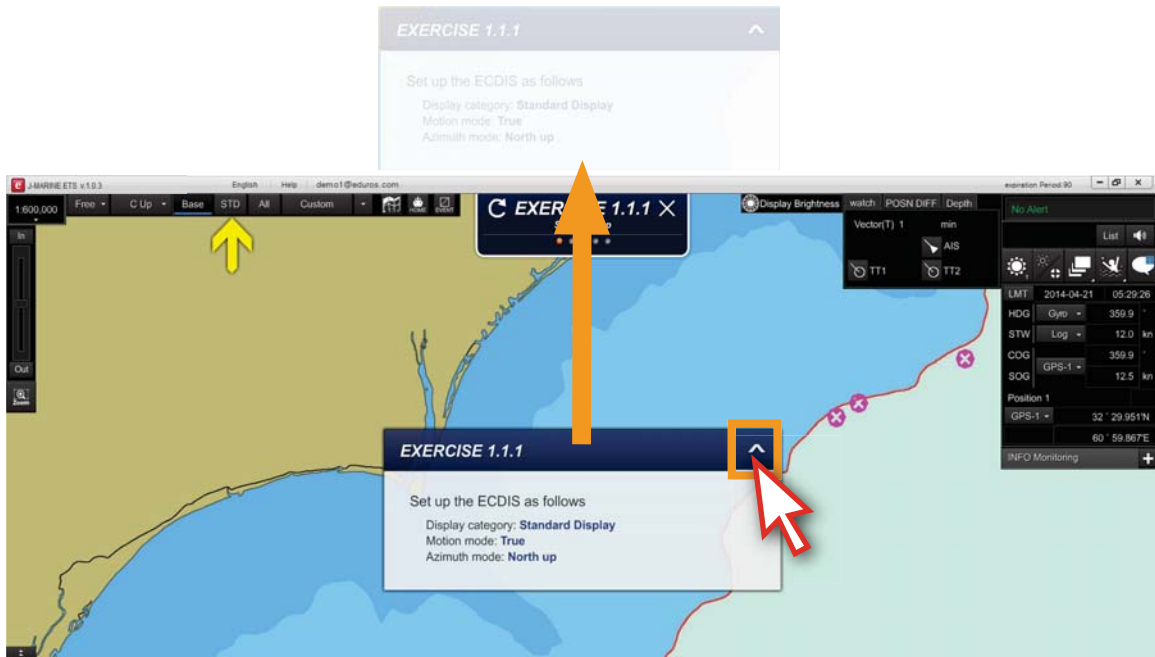 EXERCISE 1.1.1
Set up the ECDIS as follows
Display category: Standard Display
Motion mode: True
Azimuth mode: North up
J-MARINE ETS v.1.0.3 English Help demo1@eduros.com expiration Period:90
1:600,000 Free C Up Base STD All Custom HOME EVENT
EXERCISE 1.1.1
Display Brightness watch POSN DIFF Depth
Vector(T) 1 min
AIS
TT1 TT2
No Alert
List
LMT 2014-04-21 05:29:26
HDG Gyro 359.9 °
STW Log 12.0 kn
COG GPS-1 359.9 °
SOG 12.5 kn
Position 1
GPS-1 32 ° 29.951'N
60 ° 59.867'E
INFO Monitoring
In
Out
Zoom
EXERCISE 1.1.1
Set up the ECDIS as follows
Display category: Standard Display
Motion mode: True
Azimuth mode: North up